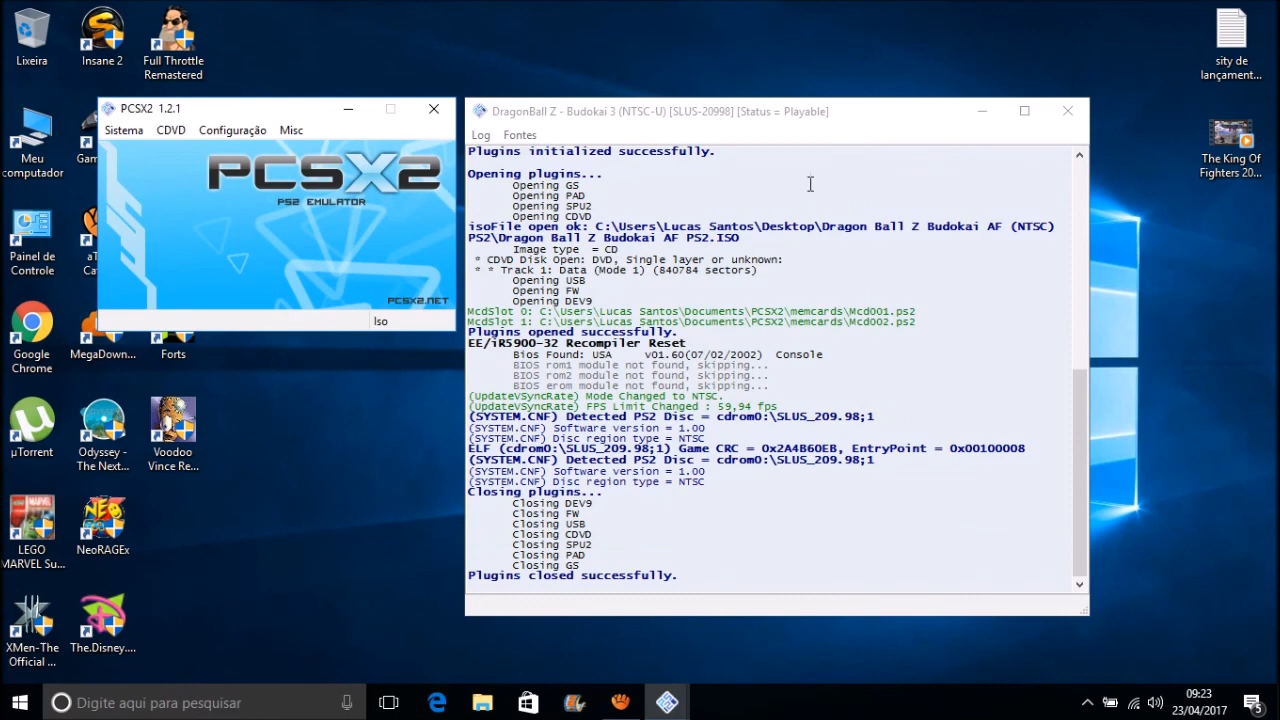 Lixeira
Insane 2
Full Throttle
Remastered
Meu
computador
Gam
Painel de
Controle
aT
Cat
Google
Chrome
MegaDown...
Forts
µTorrent
Odyssey -
The Next...
Voodoo
Vince Re...
LEGO
MARVEL Su...
NeoRAGEx
XMen-The
Official ...
The.Disney....
sity de
lançament...
The King Of
Fighters 20...
PCSX2 1.2.1
Sistema CDVD Configuração Misc
PCSX2
PS2 EMULATOR
PCSX2.NET
Iso
DragonBall Z - Budokai 3 (NTSC-U) [SLUS-20998] [Status = Playable]
Log Fontes
Plugins initialized successfully.
Opening plugins...
Opening GS
Opening PAD
Opening SPU2
Opening CDVD
isoFile open ok: C:\Users\Lucas Santos\Desktop\Dragon Ball Z Budokai AF (NTSC)
PS2\Dragon Ball Z Budokai AF PS2.ISO
Image type = CD
* CDVD Disk Open: DVD, Single layer or unknown:
* * Track 1: Data (Mode 1) (840784 sectors)
Opening USB
Opening FW
Opening DEV9
McdSlot 0: C:\Users\Lucas Santos\Documents\PCSX2\memcards\Mcd001.ps2
McdSlot 1: C:\Users\Lucas Santos\Documents\PCSX2\memcards\Mcd002.ps2
Plugins opened successfully.
EE/iR5900-32 Recompiler Reset
Bios Found: USA v01.60(07/02/2002) Console
BIOS rom1 module not found, skipping...
BIOS rom2 module not found, skipping...
BIOS erom module not found, skipping...
(UpdateVSyncRate) Mode Changed to NTSC.
(UpdateVSyncRate) FPS Limit Changed : 59,94 fps
(SYSTEM.CNF) Detected PS2 Disc = cdrom0:\SLUS_209.98;1
(SYSTEM.CNF) Software version = 1.00
(SYSTEM.CNF) Disc region type = NTSC
ELF (cdrom0:\SLUS_209.98;1) Game CRC = 0x2A4B60EB, EntryPoint = 0x00100008
(SYSTEM.CNF) Detected PS2 Disc = cdrom0:\SLUS_209.98;1
(SYSTEM.CNF) Software version = 1.00
(SYSTEM.CNF) Disc region type = NTSC
Closing plugins...
Closing DEV9
Closing FW
Closing USB
Closing CDVD
Closing SPU2
Closing PAD
Closing GS
Plugins closed successfully.
Digite aqui para pesquisar
09:23
23/04/2017
5